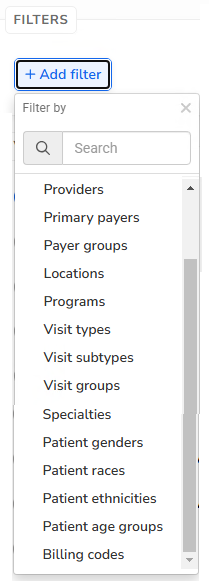 FILTERS
+ Add filter
Filter by
Search
Providers
Primary payers
Payer groups
Locations
Programs
Visit types
Visit subtypes
Visit groups
Specialties
Patient genders
Patient races
Patient ethnicities
Patient age groups
Billing codes